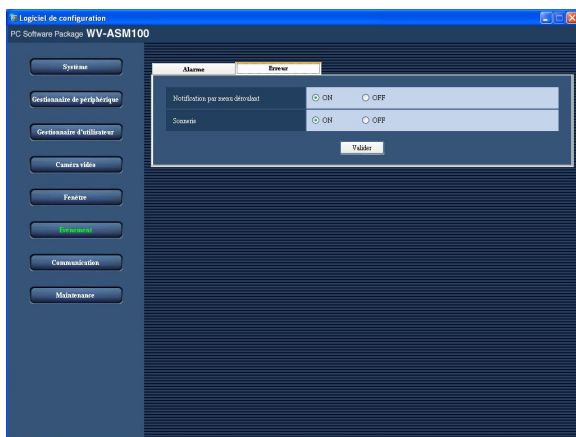 Logiciel de configuration
PC Software Package WV-ASM100
Système
Gestionnaire de périphérique
Gestionnaire d'utilisateur
Caméra vidéo
Fenêtre
Evénement
Communication
Maintenance
Alarme
Erreur
Notification par menu déroulant
ON
OFF
Sonnerie
ON
OFF
Valider